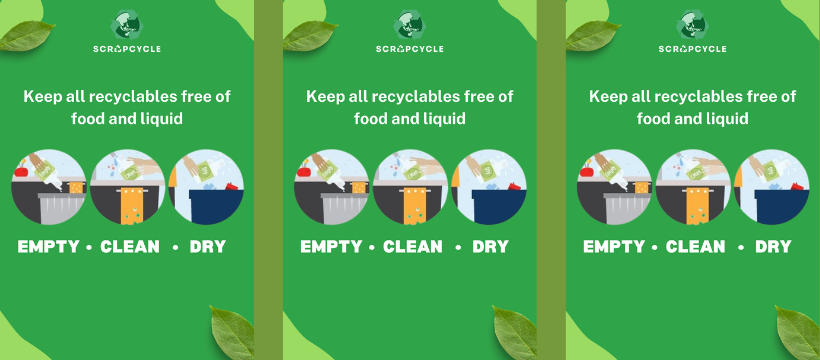 SCRAPCYCLE
Keep all recyclables free of
food and liquid
EMPTY • CLEAN • DRY
SCRAPCYCLE
Keep all recyclables free of
food and liquid
EMPTY • CLEAN • DRY
SCRAPCYCLE
Keep all recyclables free of
food and liquid
EMPTY • CLEAN • DRY